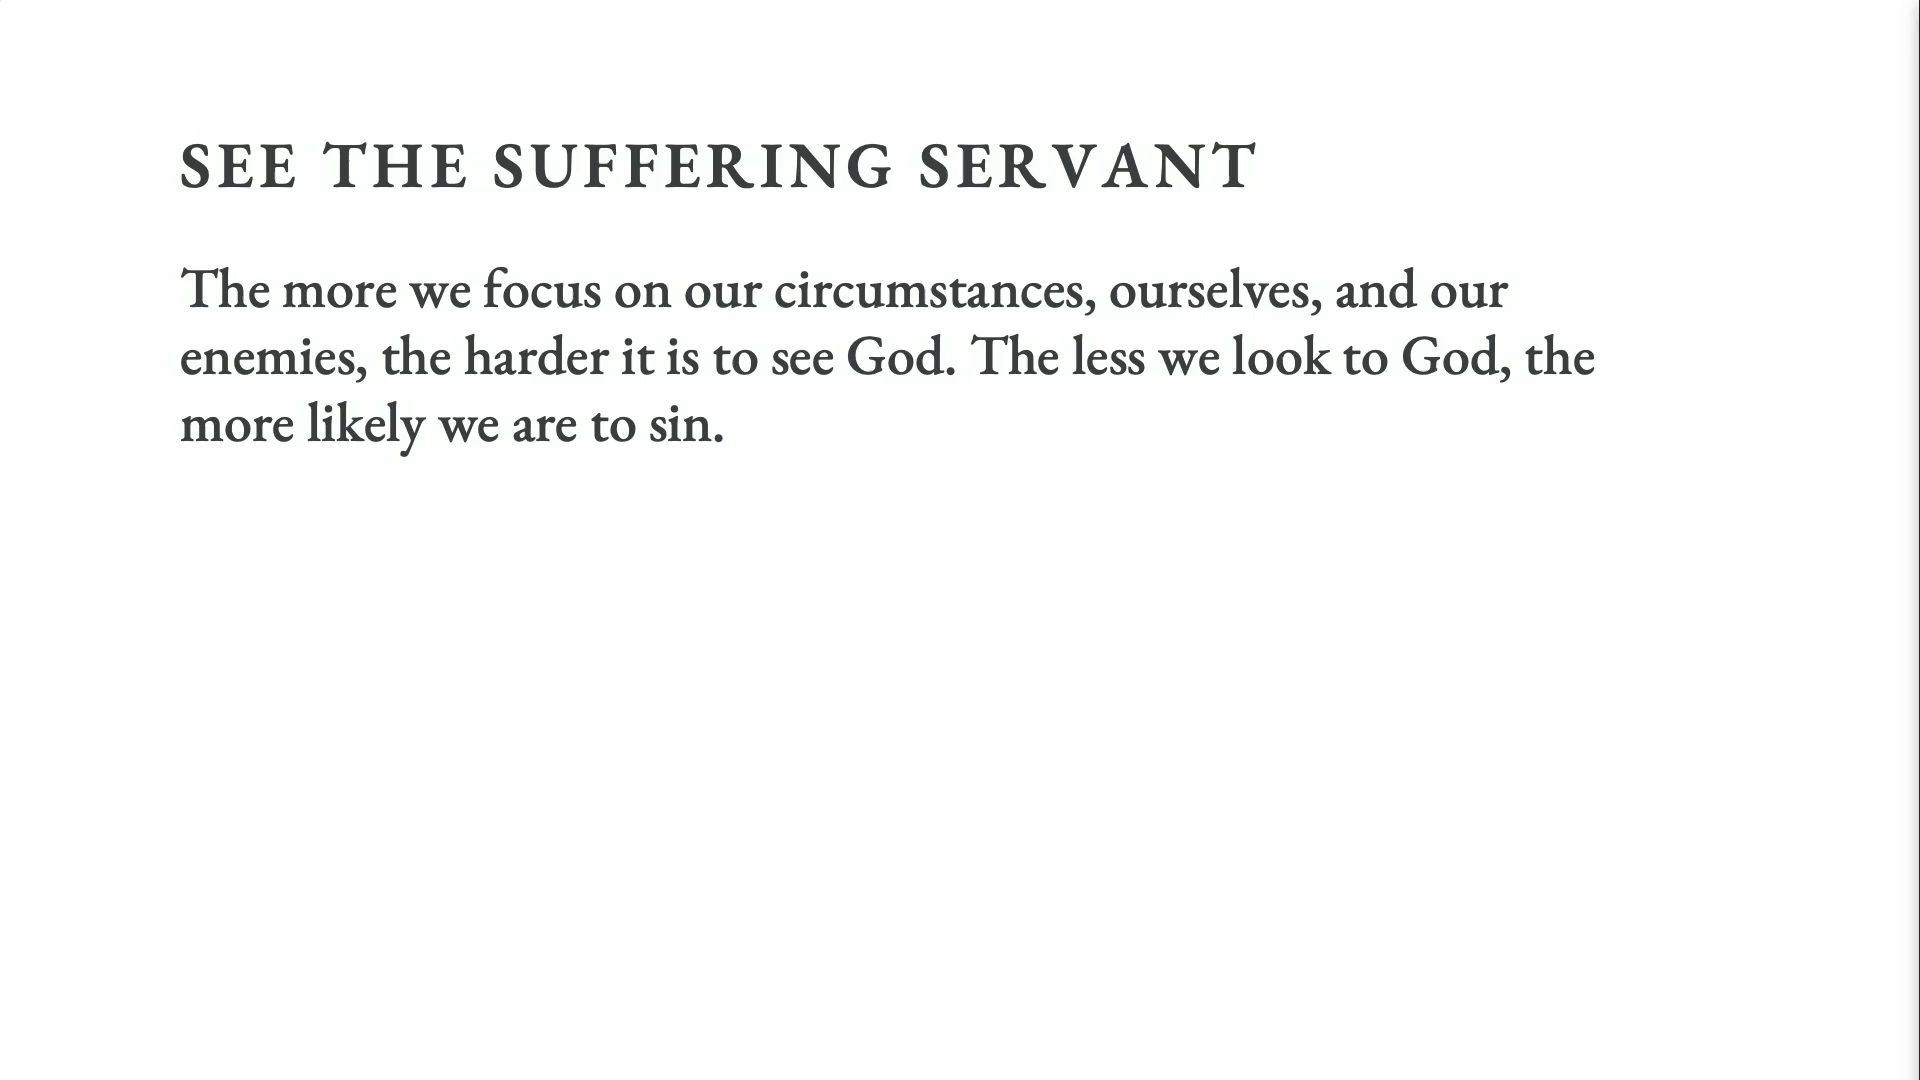 SEE THE SUFFERING SERVANT
The more we focus on our circumstances, ourselves, and our
enemies, the harder it is to see God. The less we look to God, the
more likely we are to sin.